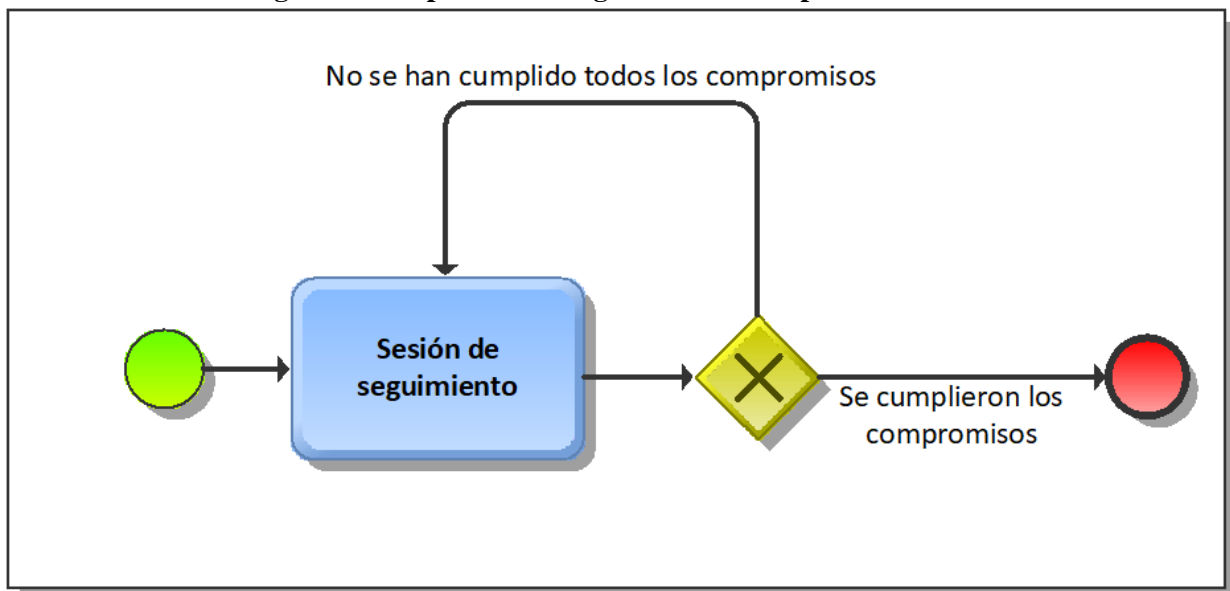 No se han cumplido todos los compromisos
Sesión de
seguimiento
Se cumplieron los
compromisos